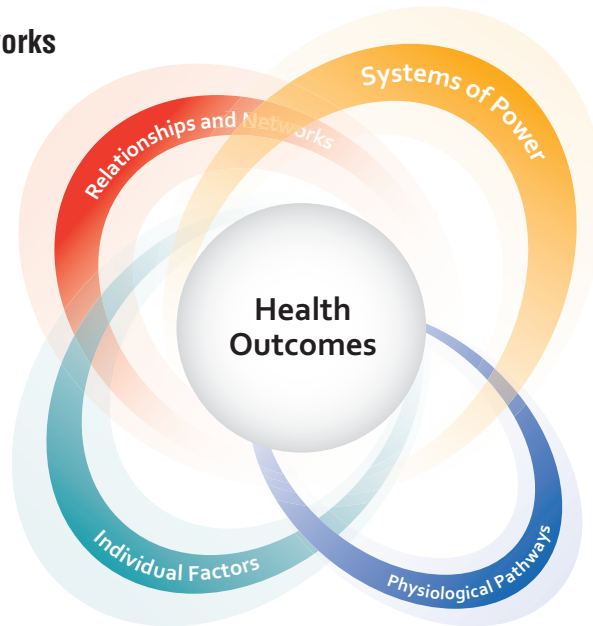 orks
Systems of Power
Relationships and Networks
Health
Outcomes
Individual Factors
Physiological Pathways